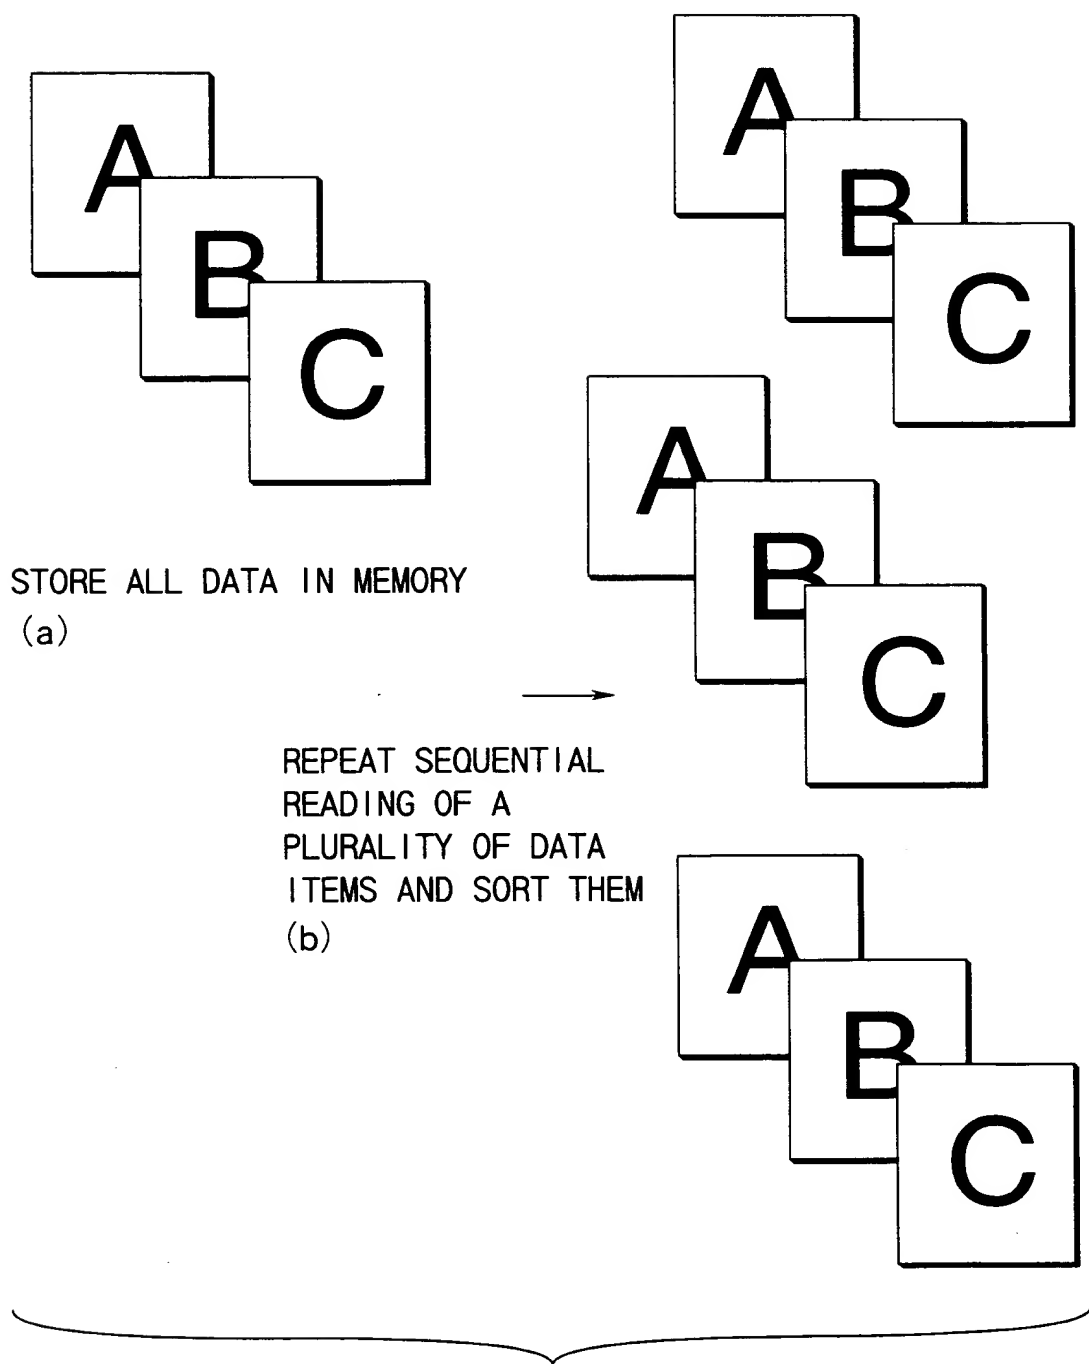 A
B
C
STORE ALL DATA IN MEMORY
(a)
REPEAT SEQUENTIAL
READING OF A
PLURALITY OF DATA
ITEMS AND SORT THEM
(b)
A
B
C
A
B
C
A
B
C